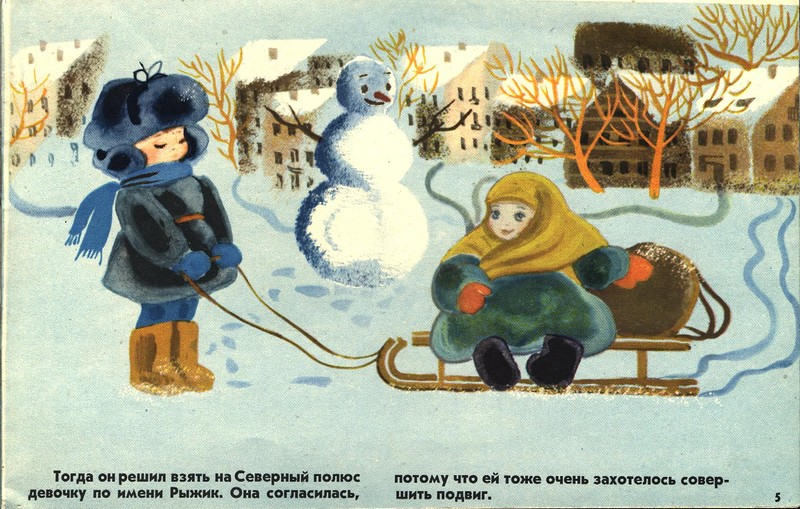 Тогда он решил взять на Северный полюс
девочку по имени Рыжик. Она согласилась,
потому что ей тоже очень захотелось совер-
шить подвиг.
5